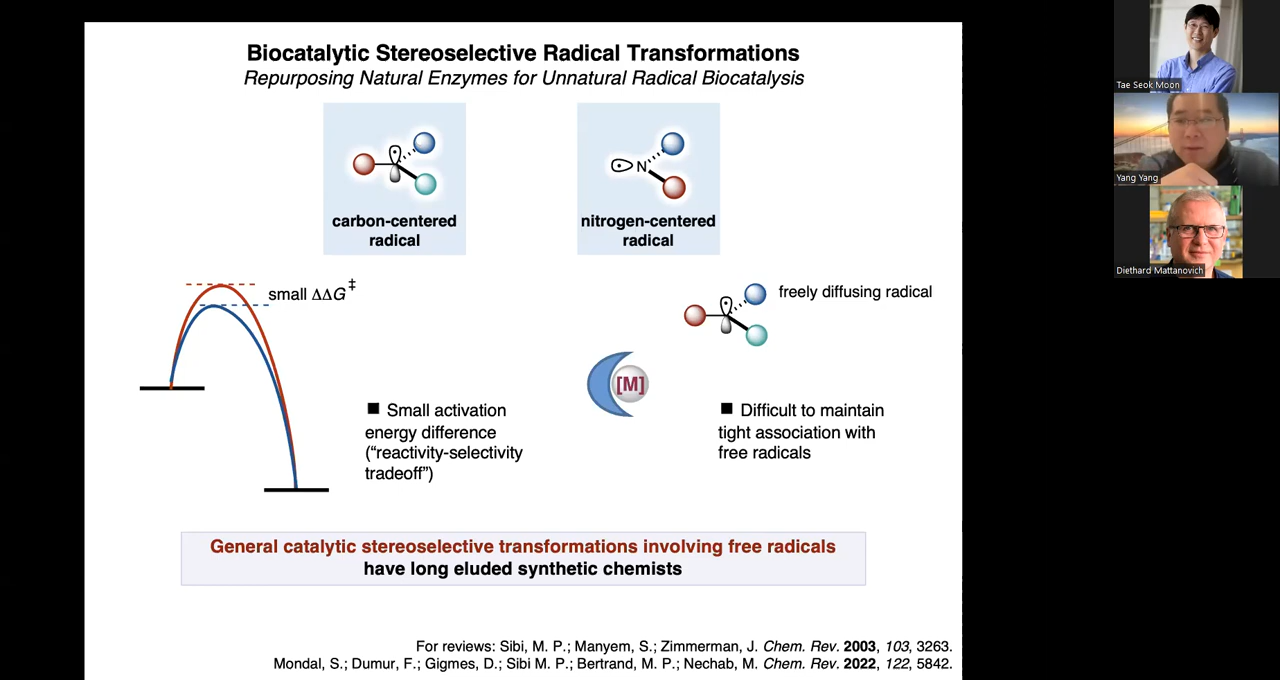 Biocatalytic Stereoselective Radical Transformations
Repurposing Natural Enzymes for Unnatural Radical Biocatalysis
carbon-centered
radical
N
nitrogen-centered
radical
small ΔΔG‡
freely diffusing radical
[M]
■ Small activation
energy difference
(“reactivity-selectivity
tradeoff”)
■ Difficult to maintain
tight association with
free radicals
General catalytic stereoselective transformations involving free radicals
have long eluded synthetic chemists
For reviews: Sibi, M. P.; Manyem, S.; Zimmerman, J. Chem. Rev. 2003, 103, 3263.
Mondal, S.; Dumur, F.; Gigmes, D.; Sibi M. P.; Bertrand, M. P.; Nechab, M. Chem. Rev. 2022, 122, 5842.
Tae Seok Moon
Yang Yang
Diethard Mattanovich